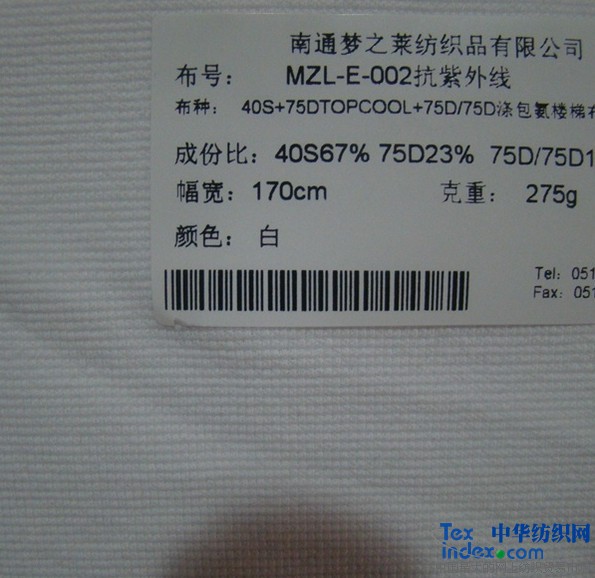 南通梦之莱纺织品有限公司
布号： MZL-E-002抗紫外线
布种： 40S+75DTOPCOOL+75D/75D涤包氨楼梯布
成份比：40S67% 75D23% 75D/75D1
幅宽：170cm 克重： 275g
颜色： 白
Tel: 051
Fax: 051
Tex 中华纺织网
index.com